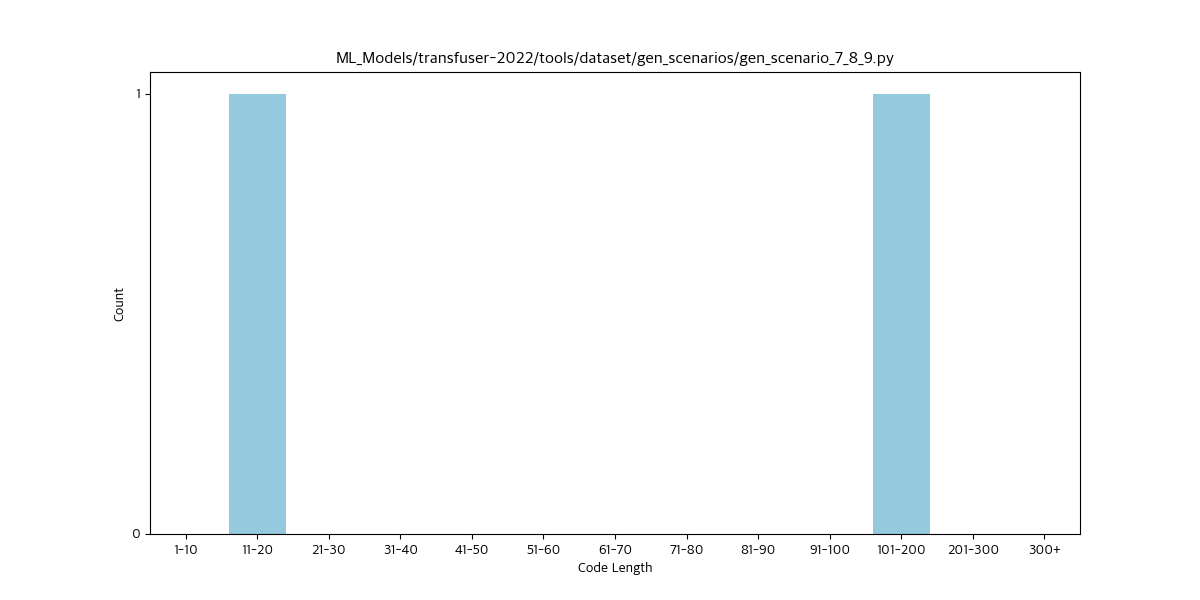 ML_Models/transfuser-2022/tools/dataset/gen_scenarios/gen_scenario_7_8_9.py
1
Count
0
1-10 11-20 21-30 31-40 41-50 51-60 61-70 71-80 81-90 91-100 101-200 201-300 300+
Code Length